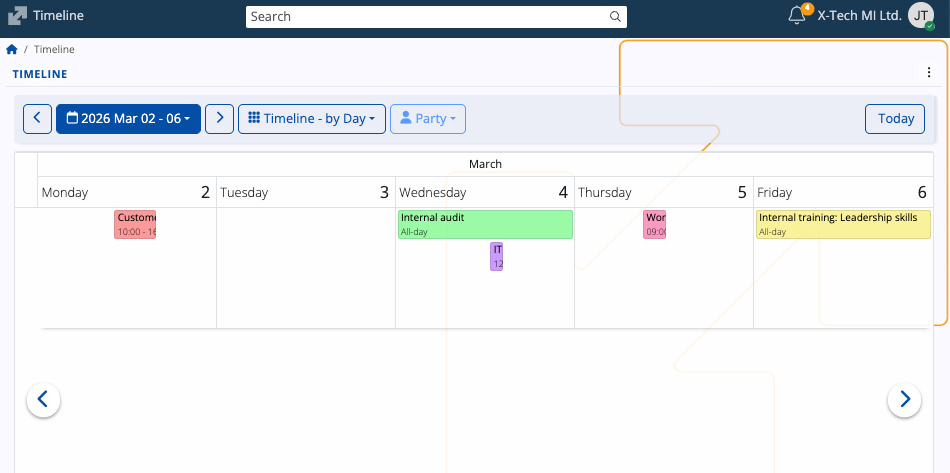 Timeline
Search
4
X-Tech MI Ltd.
JT
/ Timeline
TIMELINE
2026 Mar 02 - 06
Timeline - by Day
Party
Today
March
Monday 2
Tuesday 3
Wednesday 4
Thursday 5
Friday 6
Custome
10:00 - 16
Internal audit
All-day
IT
12
Wor
09:00
Internal training: Leadership skills
All-day